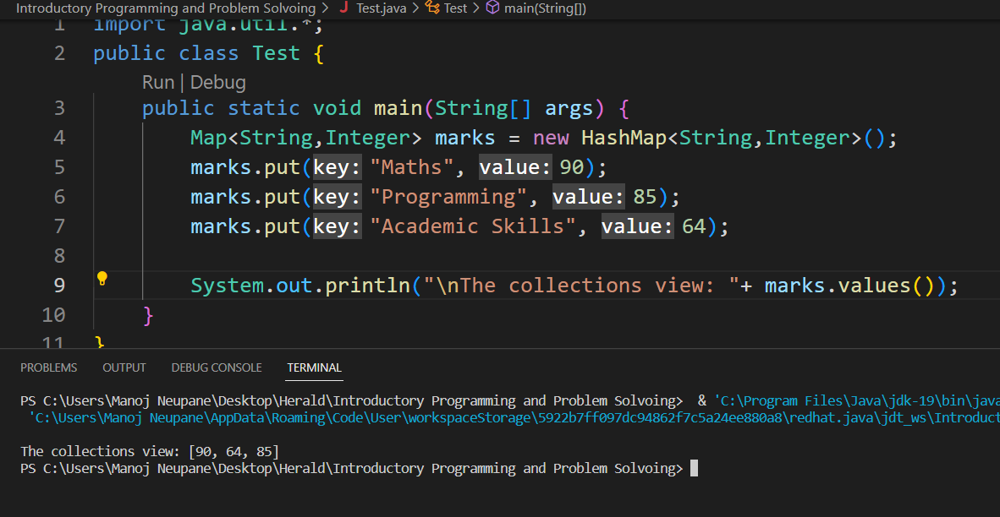 Introductory Programming and Problem Solvoing > J Test.java > Test > main(String[])
1 import java.util.*;
2 public class Test {
Run | Debug
3 public static void main(String[] args) {
4 Map<String,Integer> marks = new HashMap<String,Integer>();
5 marks.put(key: "Maths", value: 90);
6 marks.put(key: "Programming", value: 85);
7 marks.put(key: "Academic Skills", value: 64);
8
9 System.out.println("\nThe collections view: "+ marks.values());
10 }
11 }
PROBLEMS OUTPUT DEBUG CONSOLE TERMINAL
PS C:\Users\Manoj Neupane\Desktop\Herald\Introductory Programming and Problem Solvoing> & 'C:\Program Files\Java\jdk-19\bin\java
'C:\Users\Manoj Neupane\AppData\Roaming\Code\User\workspaceStorage\5922b7ff097dc94862f7c5a24ee880a8\redhat.java\jdt_ws\Introduct
The collections view: [90, 64, 85]
PS C:\Users\Manoj Neupane\Desktop\Herald\Introductory Programming and Problem Solvoing>